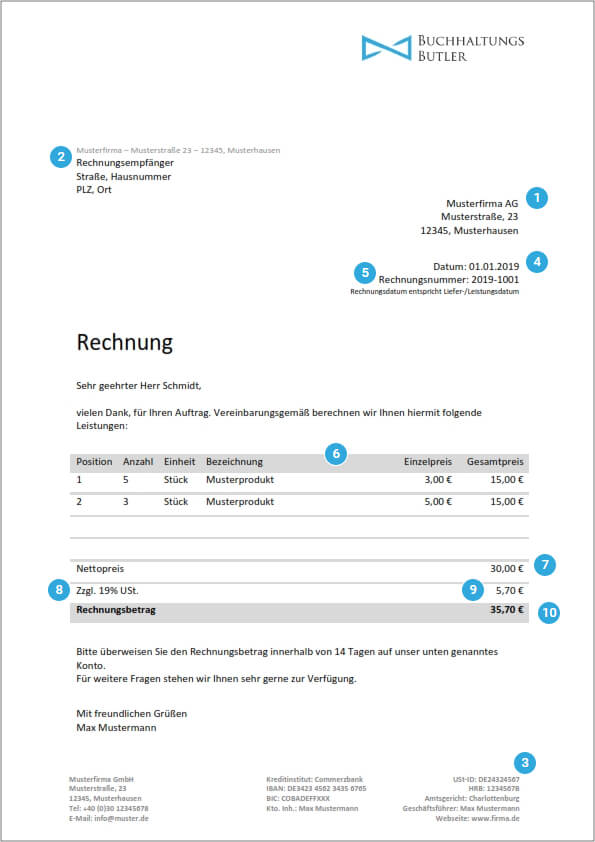 BUCHHALTUNGS
BUTLER
Musterfirma – Musterstraße 23 – 12345, Musterhausen
2
Rechnungsempfänger
Straße, Hausnummer
PLZ, Ort
1
Musterfirma AG
Musterstraße, 23
12345, Musterhausen
4
Datum: 01.01.2019
5
Rechnungsnummer: 2019-1001
Rechnungsdatum entspricht Liefer-/Leistungsdatum
Rechnung
Sehr geehrter Herr Schmidt,
vielen Dank, für Ihren Auftrag. Vereinbarungsgemäß berechnen wir Ihnen hiermit folgende
Leistungen:
6
Position Anzahl Einheit Bezeichnung Einzelpreis Gesamtpreis
1 5 Stück Musterprodukt 3,00 € 15,00 €
2 3 Stück Musterprodukt 5,00 € 15,00 €
Nettopreis 30,00 € 7
8 Zzgl. 19% USt. 9 5,70 €
Rechnungsbetrag 35,70 € 10
Bitte überweisen Sie den Rechnungsbetrag innerhalb von 14 Tagen auf unser unten genanntes
Konto.
Für weitere Fragen stehen wir Ihnen sehr gerne zur Verfügung.
Mit freundlichen Grüßen
Max Mustermann
3
Musterfirma GmbH
Musterstraße, 23
12345, Musterhausen
Tel: +40 (0)30 12345678
E-Mail: info@muster.de
Kreditinstitut: Commerzbank
IBAN: DE3423 4562 3435 6765
BIC: COBADEFFXXX
Kto. Inh.: Max Mustermann
USt-ID: DE24324567
HRB: 12345678
Amtsgericht: Charlottenburg
Geschäftsführer: Max Mustermann
Webseite: www.firma.de